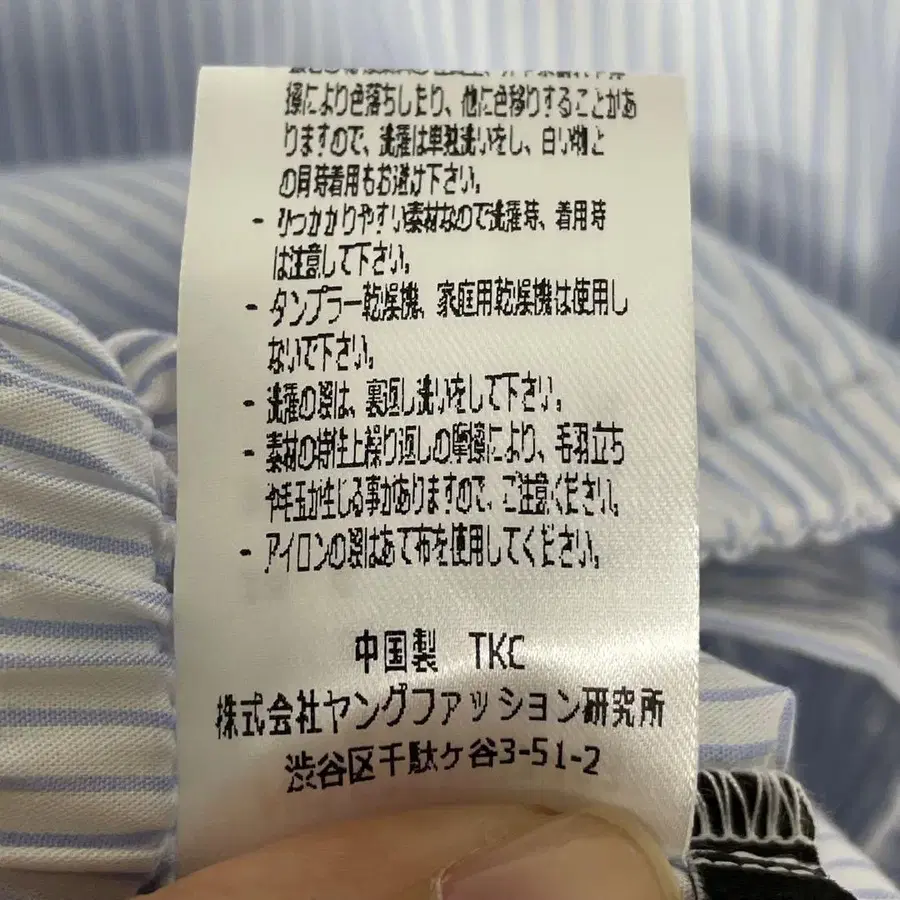 擦により色落ちしたり、他に色移りすることがあ
りますので、洗濯は単独洗いをし、白い物と
の同時着用もお避け下さい。
- ひっかかりやすい素材なので洗濯時、着用時
は注意して下さい。
- タンブラー乾燥機、家庭用乾燥機は使用し
ないで下さい。
- 洗濯の際は、裏返し洗いをして下さい。
- 素材の特性上繰り返しの摩擦により、毛羽立ち
や毛玉が生じる事がありますので、ご注意ください。
- アイロンの際はあて布を使用してください。
中国製 TKC
株式会社ヤングファッション研究所
渋谷区千駄ヶ谷3-51-2